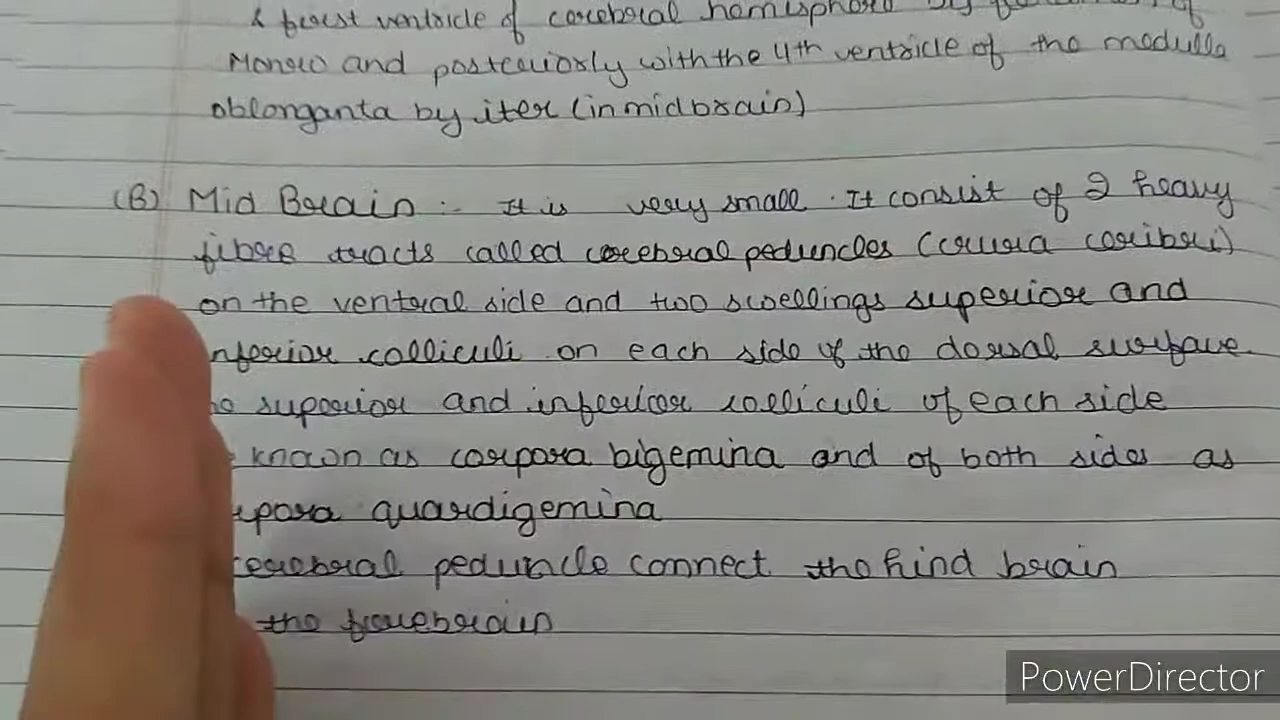 & first ventricle of cerebral hemisphere by of
Monro and posteriorly with the 4th ventricle of the medulla
oblonganta by iter (in midbrain)
(B) Mid Brain :- It is very small. It consist of 2 heavy
fibre tracts called cerebral peduncles (crura ceribri)
on the ventral side and two swellings superior and
nferior colliculi on each side of the dorsal surface.
superior and inferior colliculi of each side
known as corpora bigemina and of both sides as
pora quardigemina
cerebral peduncle connect the hind brain
the forebrain
PowerDirector